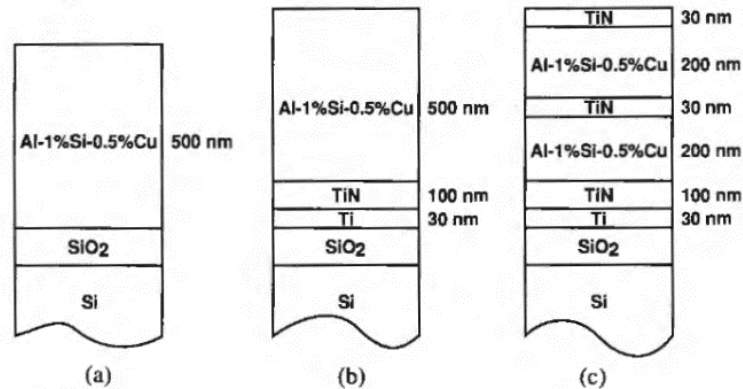 Al-1%Si-0.5%Cu 500 nm
SiO2
Si
(a)
Al-1%Si-0.5%Cu 500 nm
TiN 100 nm
Ti 30 nm
SiO2
Si
(b)
TiN 30 nm
Al-1%Si-0.5%Cu 200 nm
TiN 30 nm
Al-1%Si-0.5%Cu 200 nm
TiN 100 nm
Ti 30 nm
SiO2
Si
(c)